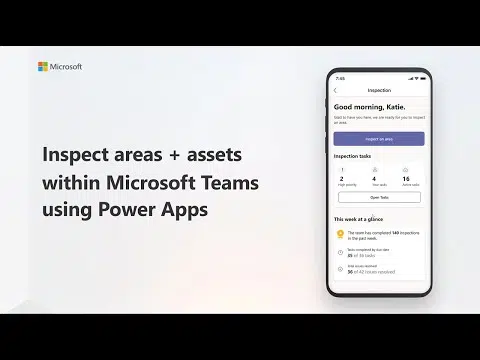 Microsoft
Inspect areas + assets
within Microsoft Teams
using Power Apps
7:45
Inspection
Good morning, Katie.
Glad to have you here, we are ready for you to inspect
an area.
Inspect an area
Inspection tasks
2
4
16
High priority
Your tasks
Active tasks
Open Tasks
This week at a glance
The team has completed 140 inspections
in the past week.
Tasks completed by due date
35 of 36 tasks
Total issues resolved
36 of 42 issues resolved